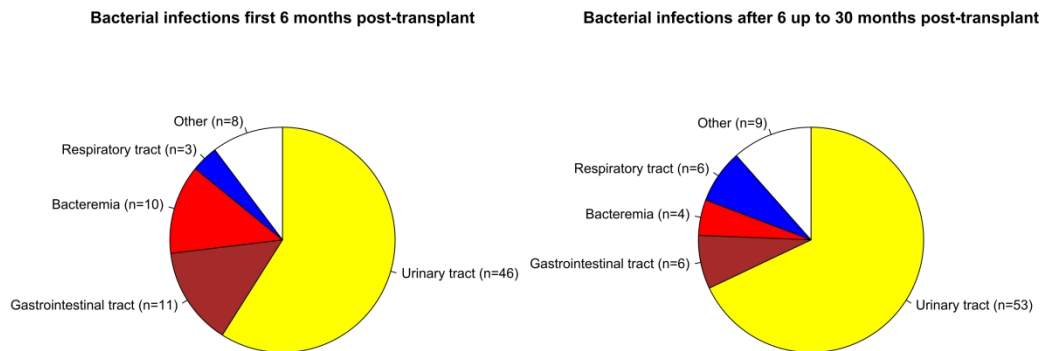 Bacterial infections first 6 months post-transplant
Other (n=8)
Respiratory tract (n=3)
Bacteremia (n=10)
Gastrointestinal tract (n=11)
Urinary tract (n=46)
Bacterial infections after 6 up to 30 months post-transplant
Other (n=9)
Respiratory tract (n=6)
Bacteremia (n=4)
Gastrointestinal tract (n=6)
Urinary tract (n=53)